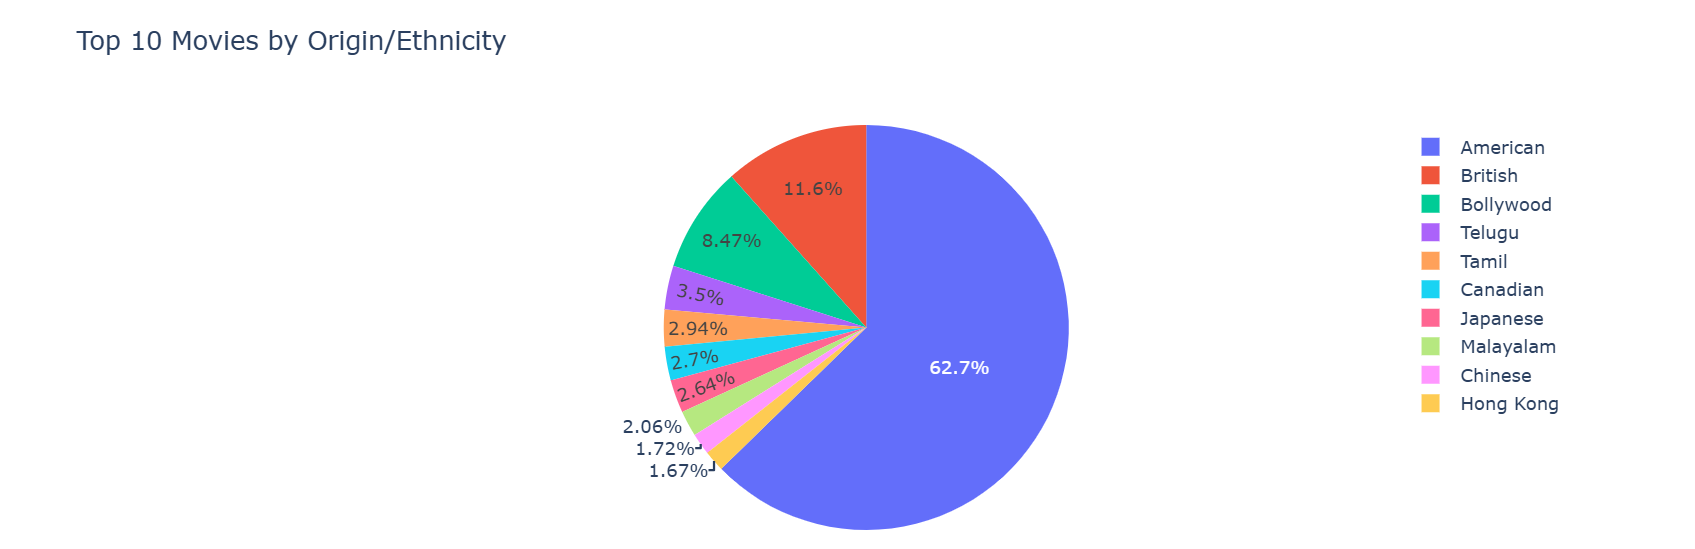 Top 10 Movies by Origin/Ethnicity
11.6%
8.47%
3.5%
2.94%
2.7%
2.64%
2.06%
1.72%
1.67%
62.7%
American
British
Bollywood
Telugu
Tamil
Canadian
Japanese
Malayalam
Chinese
Hong Kong